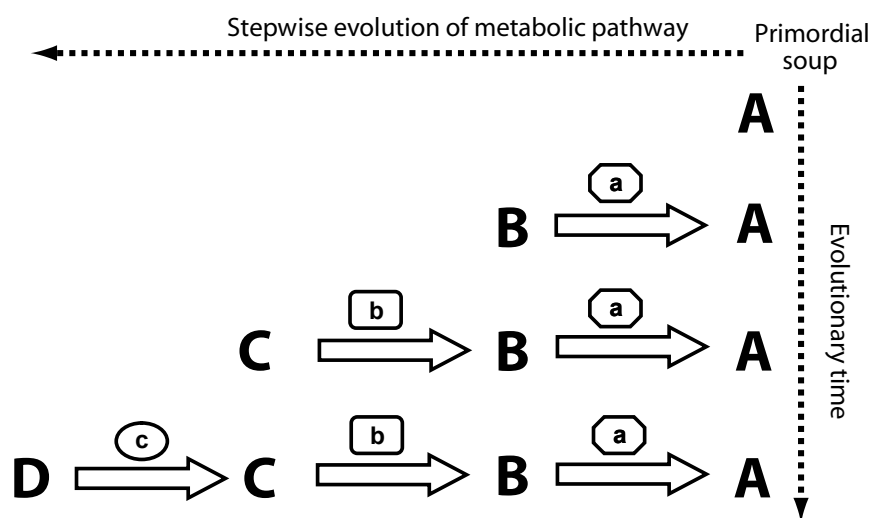 Stepwise evolution of metabolic pathway
Primordial
soup
A
a
B A
b a
C B A
c b a
D C B A
Evolutionary time